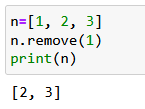 n=[1, 2, 3]
n.remove(1)
print(n)
[2, 3]